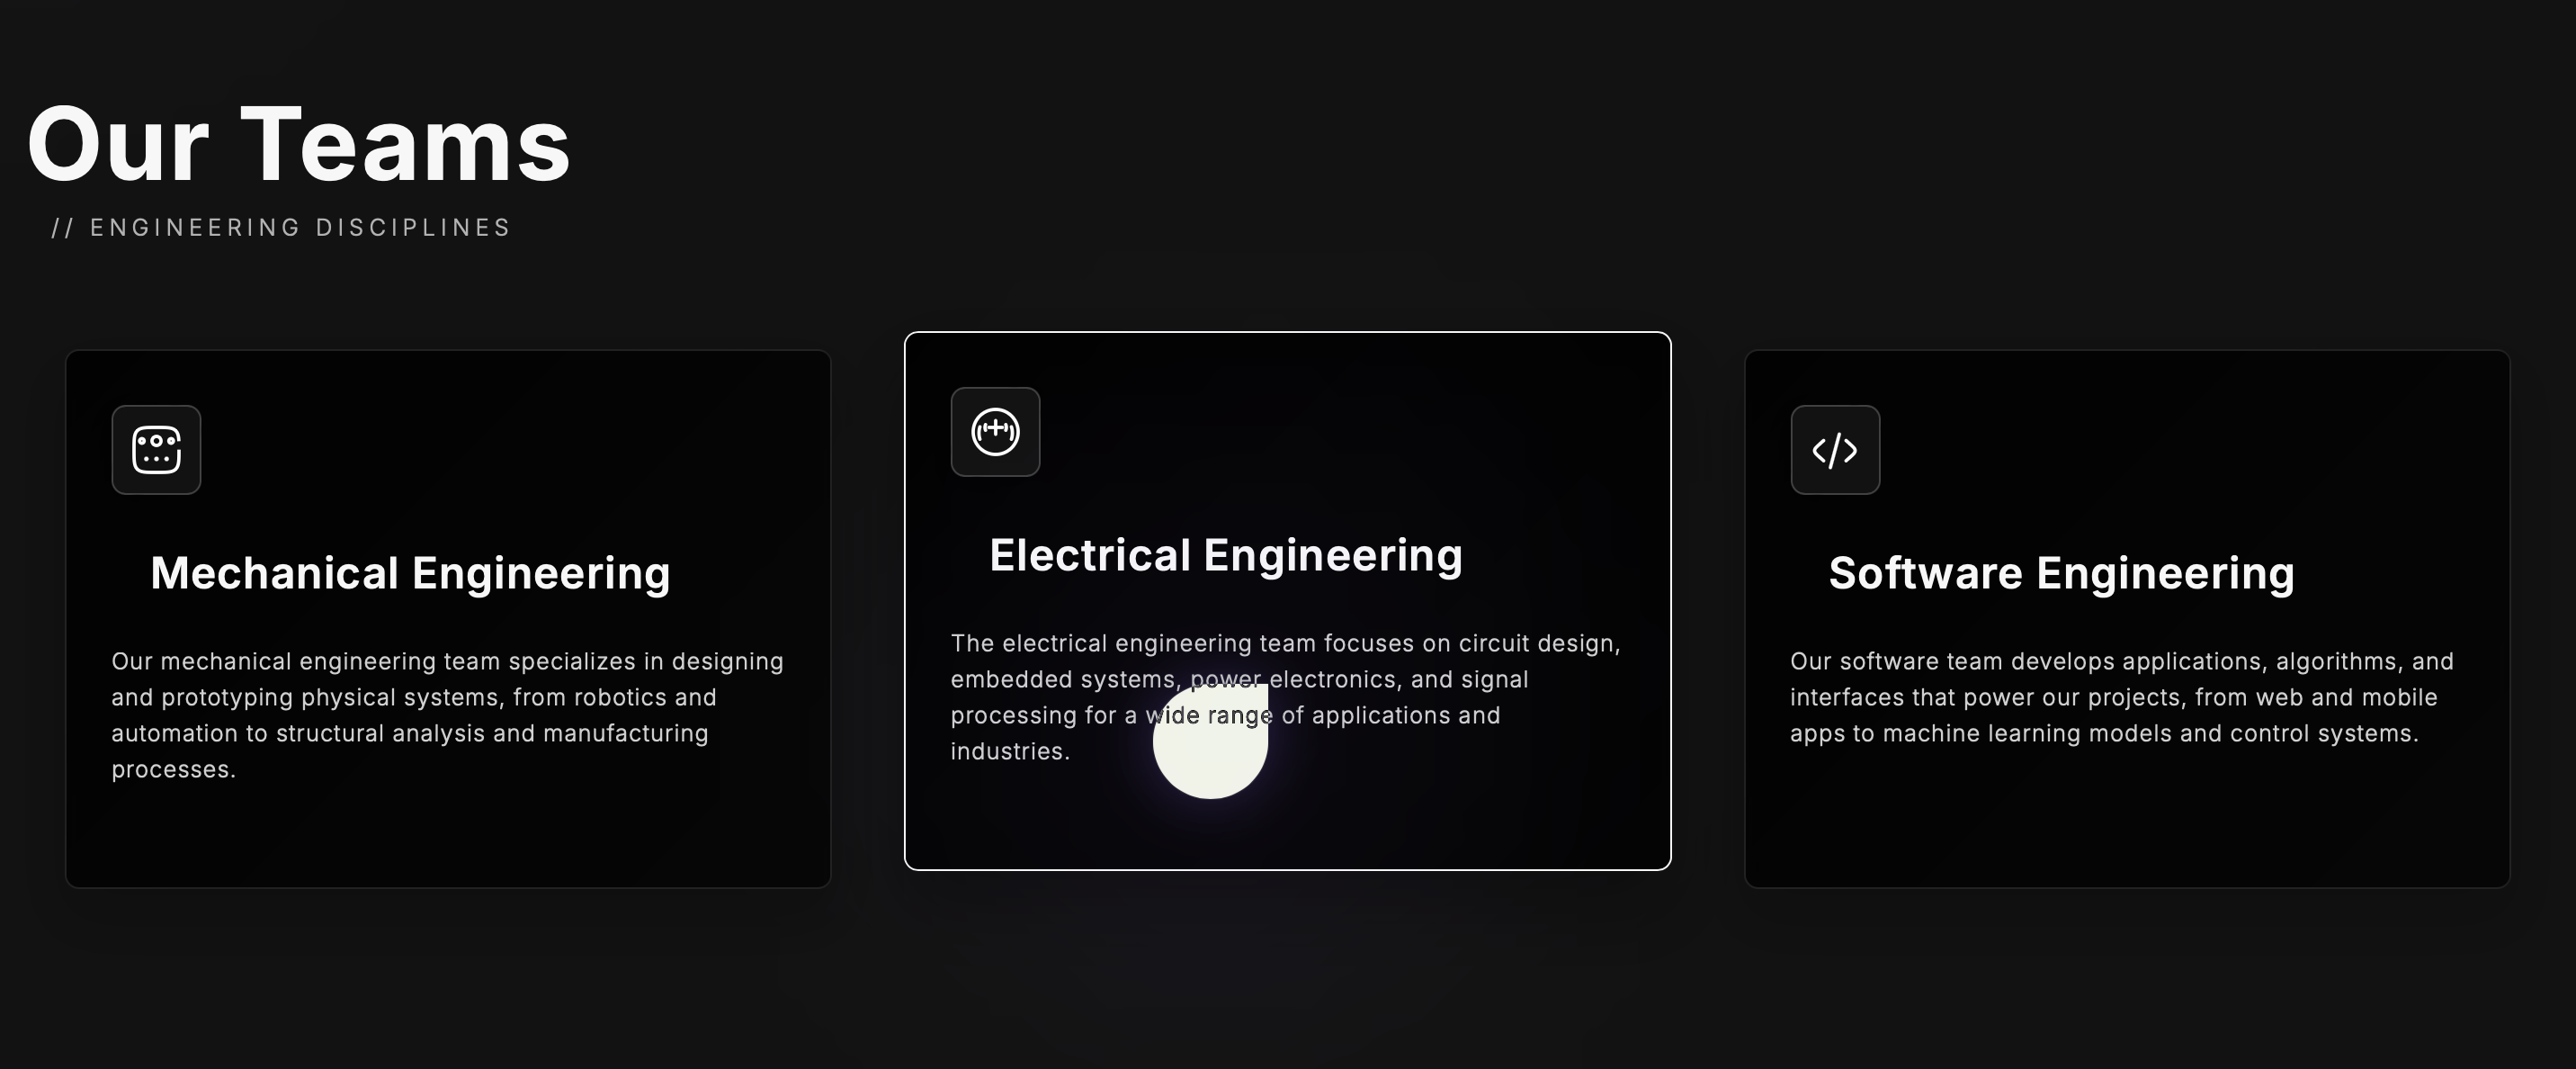 Our Teams
// ENGINEERING DISCIPLINES
Mechanical Engineering
Our mechanical engineering team specializes in designing
and prototyping physical systems, from robotics and
automation to structural analysis and manufacturing
processes.
Electrical Engineering
The electrical engineering team focuses on circuit design,
embedded systems, power electronics, and signal
processing for a wide range of applications and
industries.
Software Engineering
Our software team develops applications, algorithms, and
interfaces that power our projects, from web and mobile
apps to machine learning models and control systems.